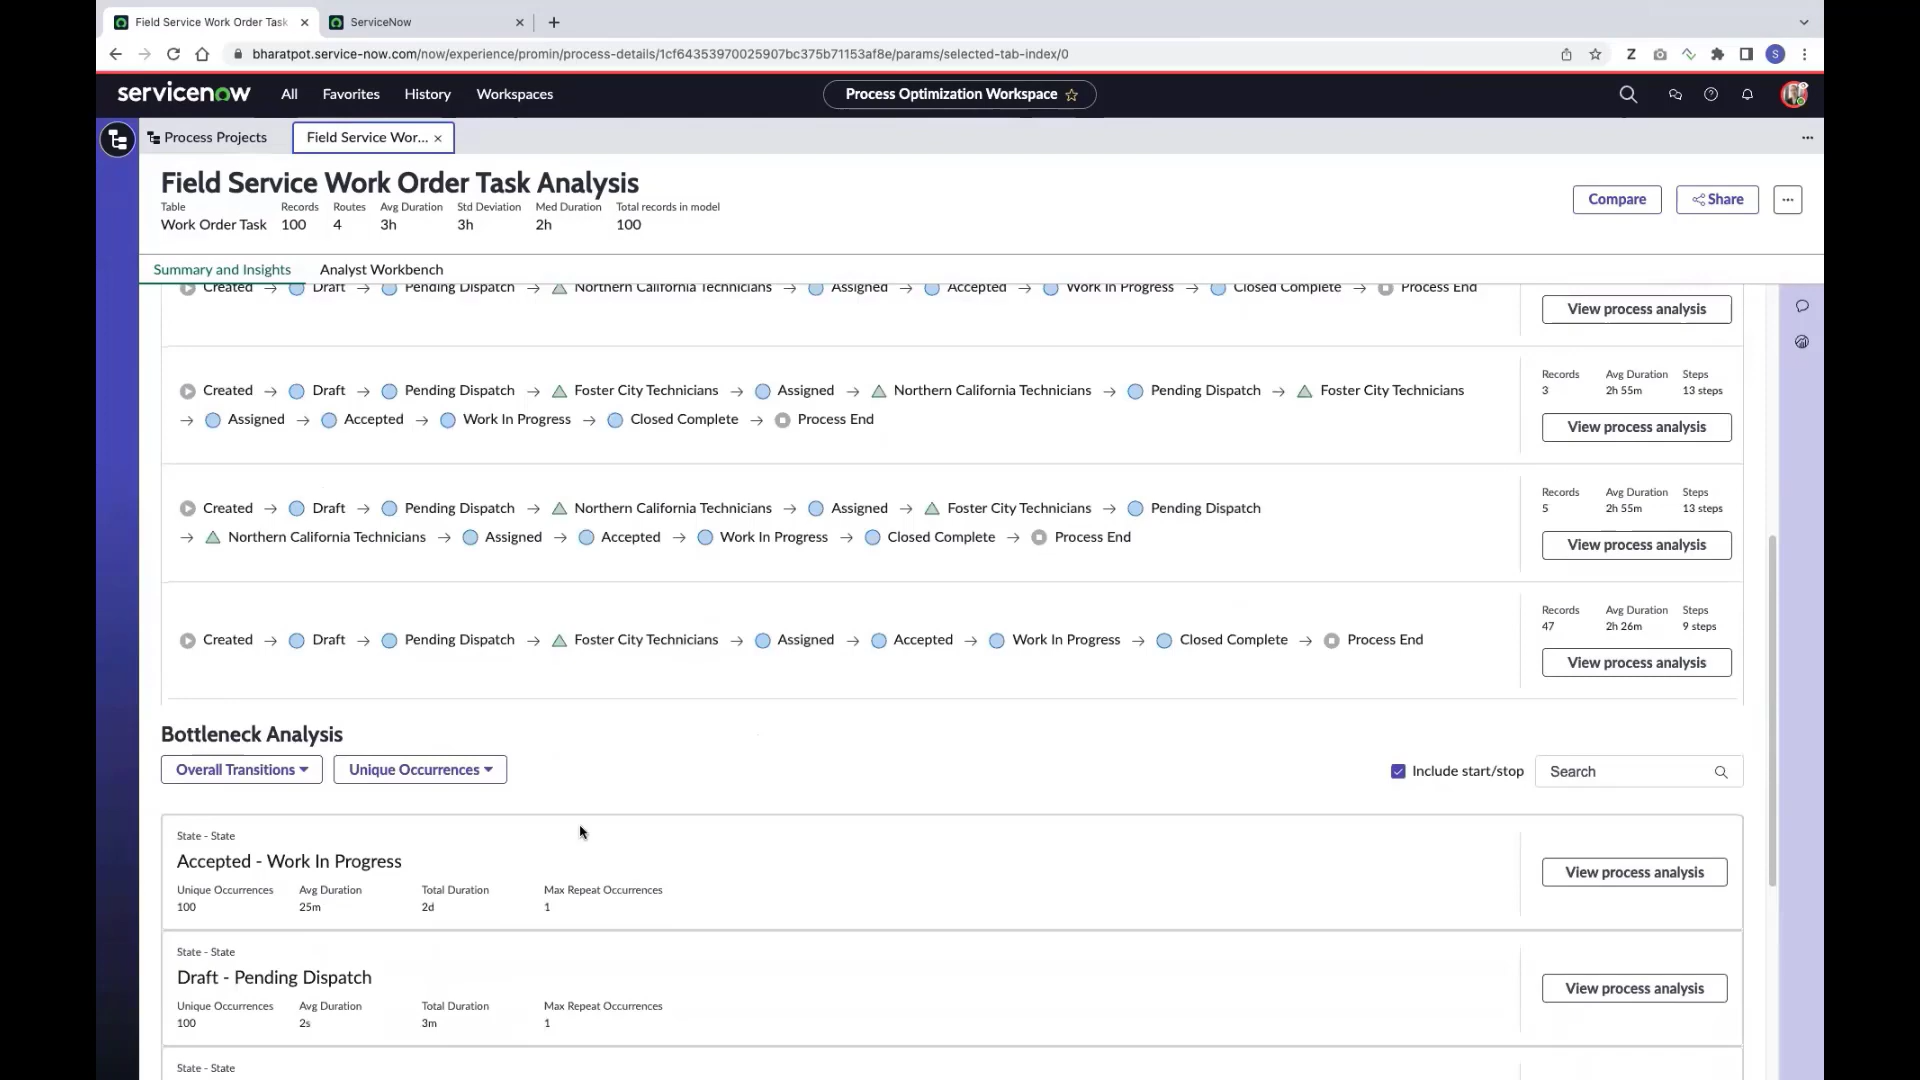 Field Service Work Order Task
ServiceNow
bharatpot.service-now.com/now/experience/promin/process-details/1cf64353970025907bc375b71153af8e/params/selected-tab-index/0
Z
S
servicenow
All
Favorites
History
Workspaces
Process Optimization Workspace
Process Projects
Field Service Wor...
Field Service Work Order Task Analysis
Table Records Routes Avg Duration Std Deviation Med Duration Total records in model
Work Order Task 100 4 3h 3h 2h 100
Compare
Share
Summary and Insights
Analyst Workbench
Created → Draft → Pending Dispatch → Northern California Technicians → Assigned → Accepted → Work In Progress → Closed Complete → Process End
View process analysis
Created → Draft → Pending Dispatch → Foster City Technicians → Assigned → Northern California Technicians → Pending Dispatch → Foster City Technicians
→ Assigned → Accepted → Work In Progress → Closed Complete → Process End
Records Avg Duration Steps
3 2h 55m 13 steps
View process analysis
Created → Draft → Pending Dispatch → Northern California Technicians → Assigned → Foster City Technicians → Pending Dispatch
→ Northern California Technicians → Assigned → Accepted → Work In Progress → Closed Complete → Process End
Records Avg Duration Steps
5 2h 55m 13 steps
View process analysis
Created → Draft → Pending Dispatch → Foster City Technicians → Assigned → Accepted → Work In Progress → Closed Complete → Process End
Records Avg Duration Steps
47 2h 26m 9 steps
View process analysis
Bottleneck Analysis
Overall Transitions
Unique Occurrences
Include start/stop
Search
State - State
Accepted - Work In Progress
Unique Occurrences Avg Duration Total Duration Max Repeat Occurrences
100 25m 2d 1
View process analysis
State - State
Draft - Pending Dispatch
Unique Occurrences Avg Duration Total Duration Max Repeat Occurrences
100 2s 3m 1
View process analysis
State - State